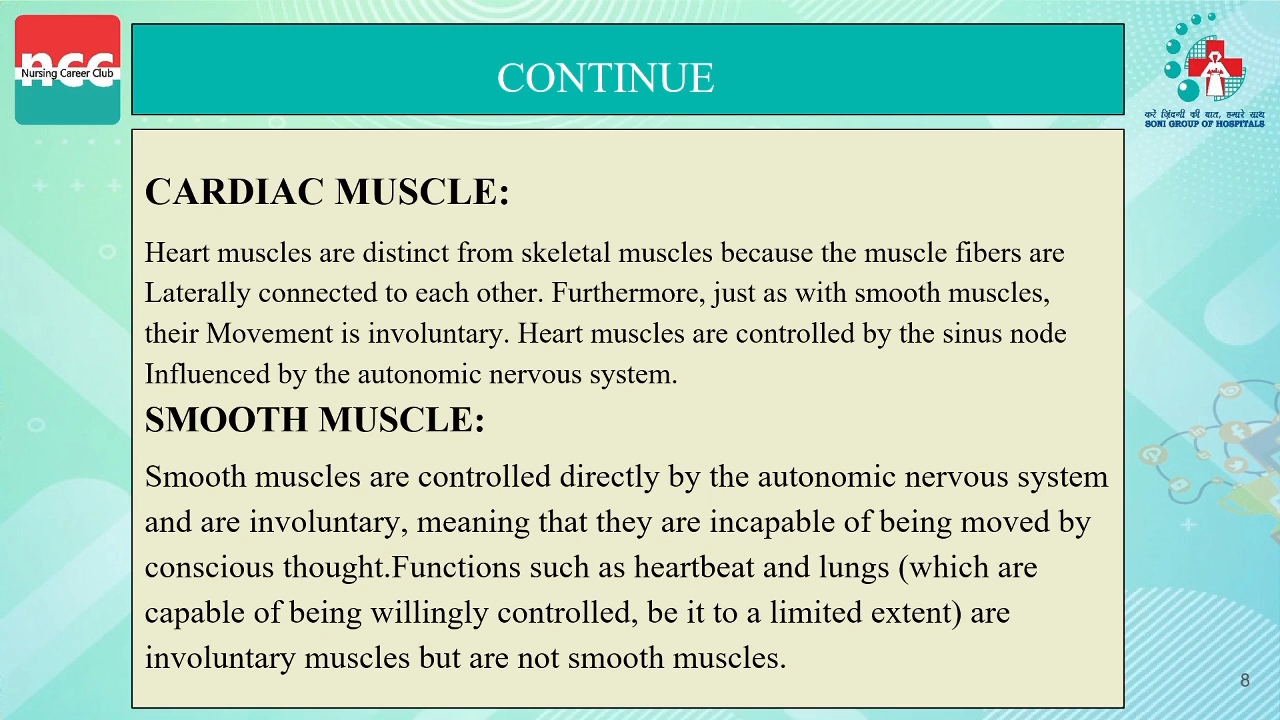 ncc
Nursing Career Club
CONTINUE
करे ज़िंदगी की बात, हमारे साथ
SONI GROUP OF HOSPITALS
CARDIAC MUSCLE:
Heart muscles are distinct from skeletal muscles because the muscle fibers are
Laterally connected to each other. Furthermore, just as with smooth muscles,
their Movement is involuntary. Heart muscles are controlled by the sinus node
Influenced by the autonomic nervous system.
SMOOTH MUSCLE:
Smooth muscles are controlled directly by the autonomic nervous system
and are involuntary, meaning that they are incapable of being moved by
conscious thought.Functions such as heartbeat and lungs (which are
capable of being willingly controlled, be it to a limited extent) are
involuntary muscles but are not smooth muscles.
8